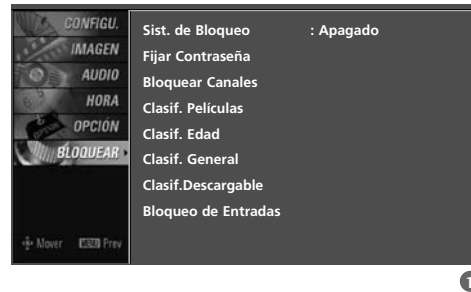 CONFIGU.
IMAGEN
AUDIO
HORA
OPCIÓN
BLOQUEAR
Mover MENU Prev
Sist. de Bloqueo : Apagado
Fijar Contraseña
Bloquear Canales
Clasif. Películas
Clasif. Edad
Clasif. General
Clasif.Descargable
Bloqueo de Entradas
1